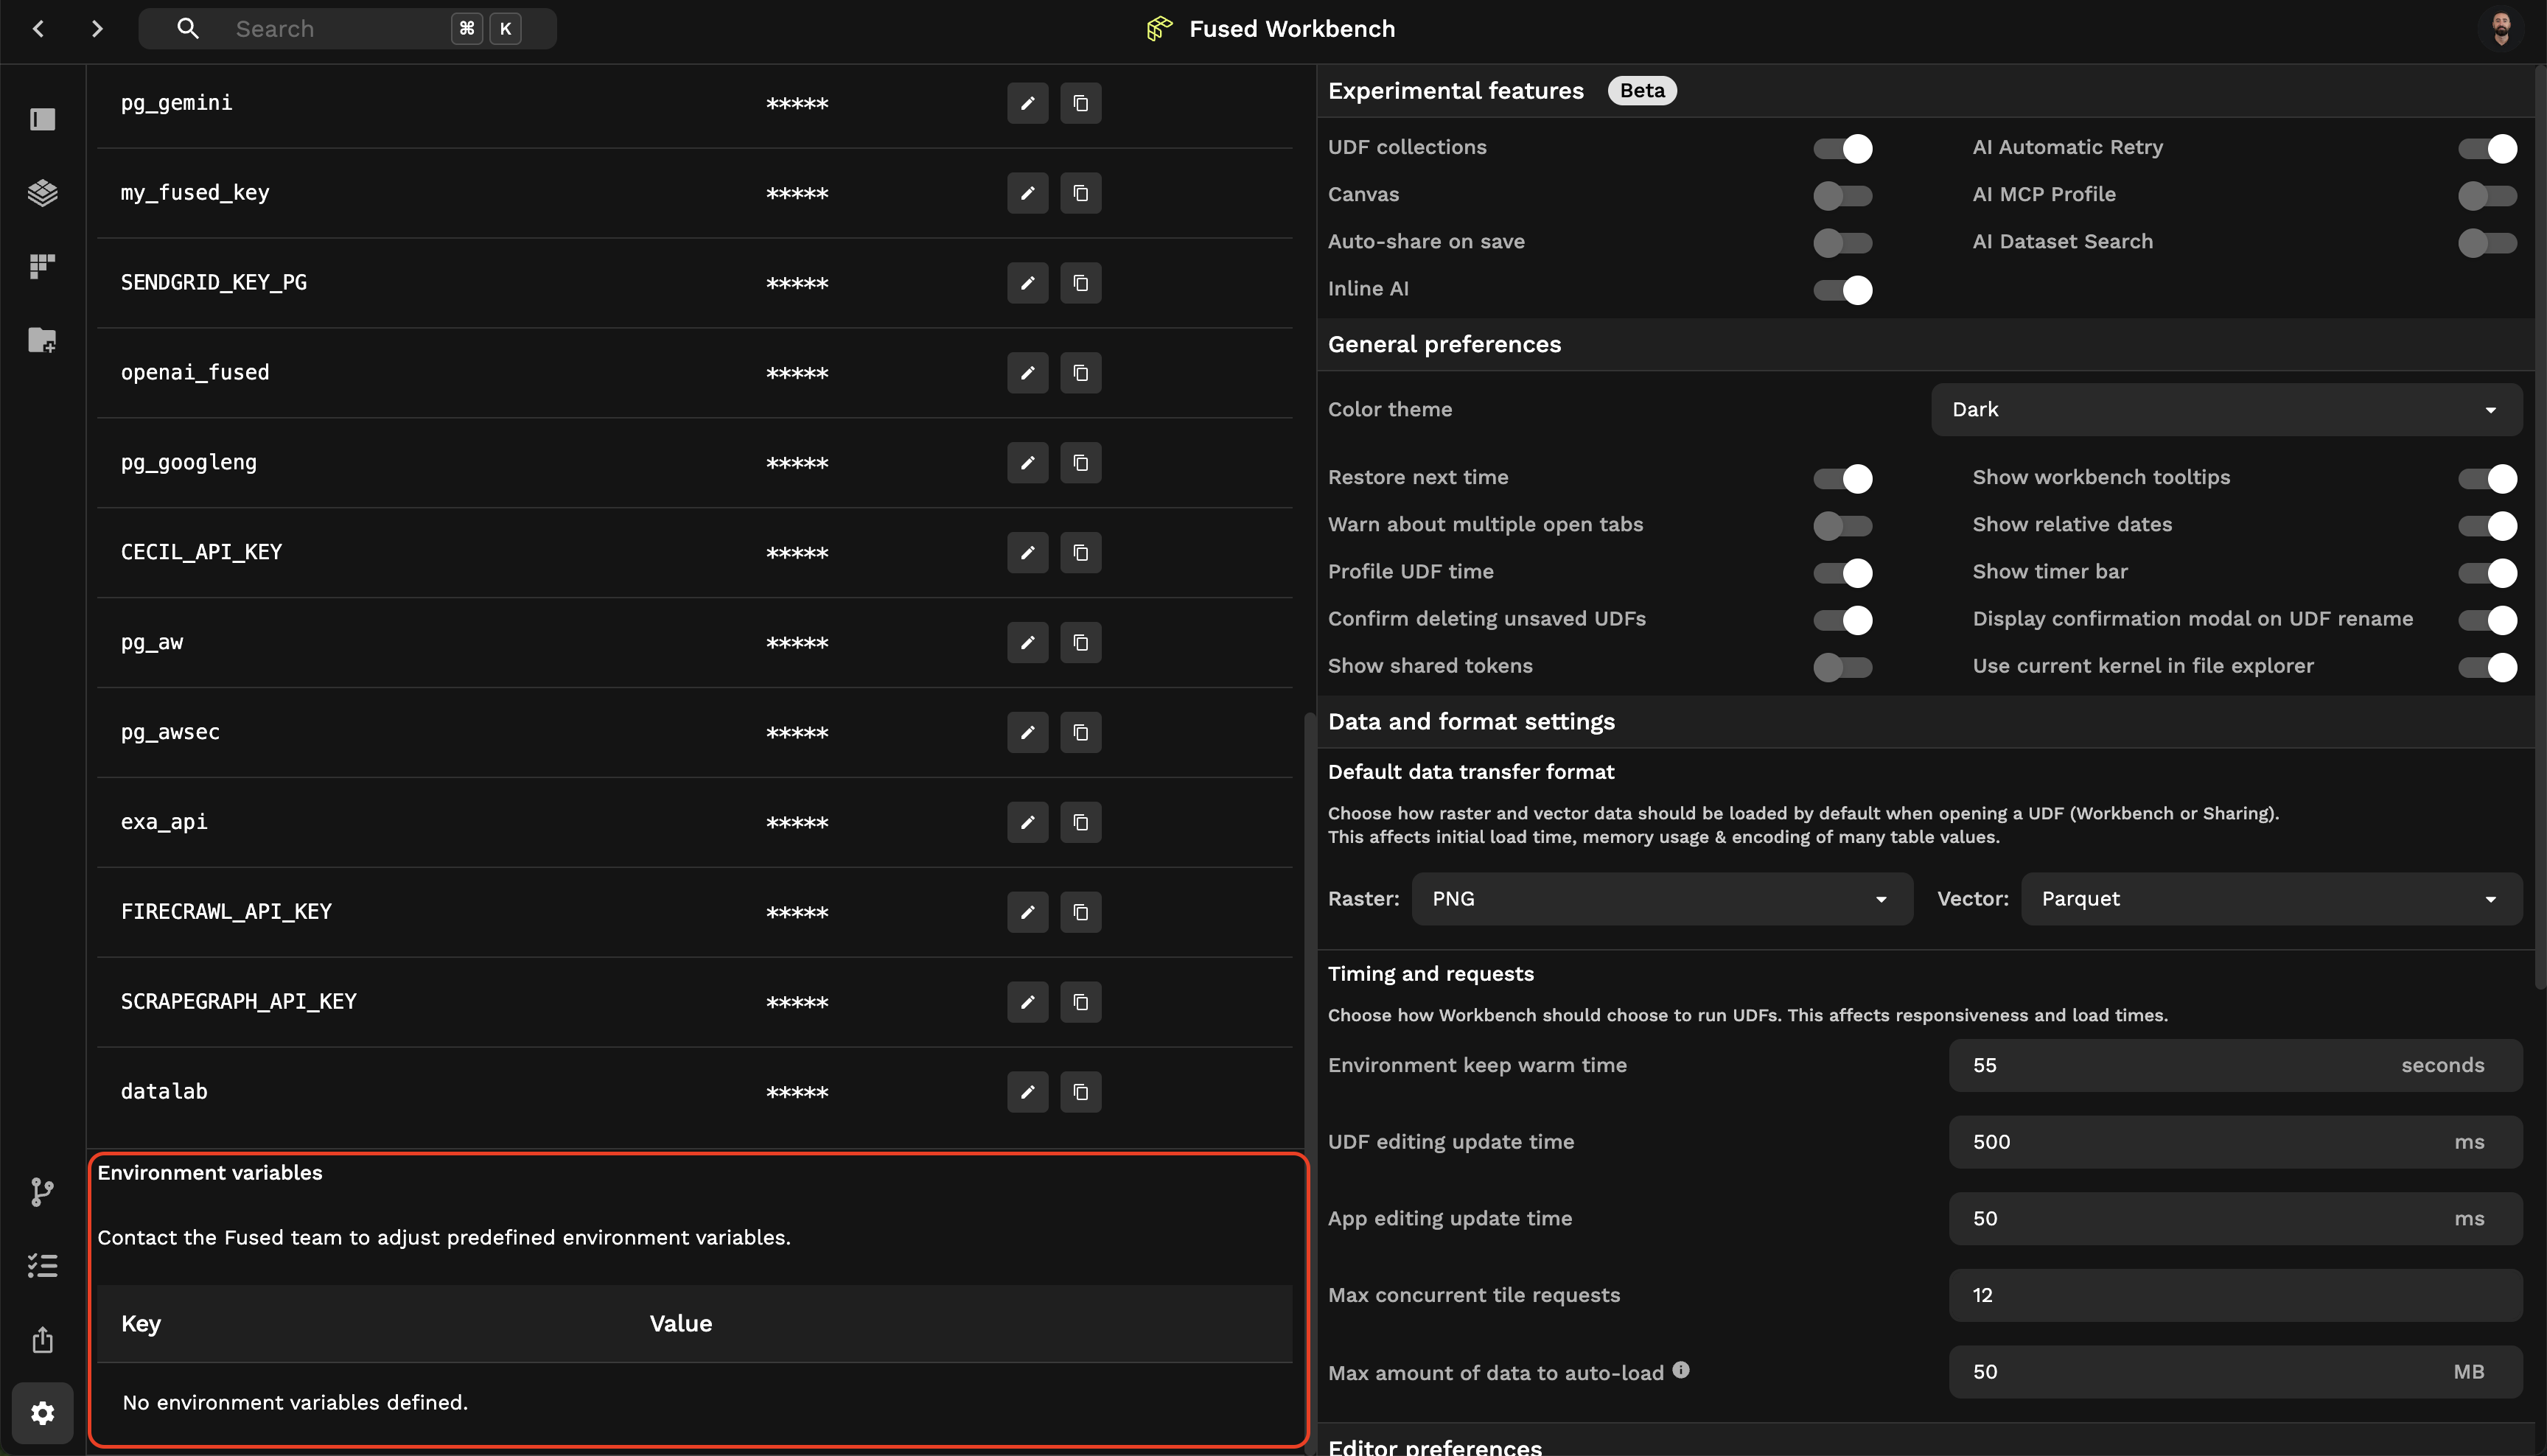 Search ⌘ K
Fused Workbench
pg_gemini *****
my_fused_key *****
SENDGRID_KEY_PG *****
openai_fused *****
pg_googleng *****
CECIL_API_KEY *****
pg_aw *****
pg_awsec *****
exa_api *****
FIRECRAWL_API_KEY *****
SCRAPEGRAPH_API_KEY *****
datalab *****
Environment variables
Contact the Fused team to adjust predefined environment variables.
Key Value
No environment variables defined.
Experimental features Beta
UDF collections AI Automatic Retry
Canvas AI MCP Profile
Auto-share on save AI Dataset Search
Inline AI
General preferences
Color theme Dark
Restore next time Show workbench tooltips
Warn about multiple open tabs Show relative dates
Profile UDF time Show timer bar
Confirm deleting unsaved UDFs Display confirmation modal on UDF rename
Show shared tokens Use current kernel in file explorer
Data and format settings
Default data transfer format
Choose how raster and vector data should be loaded by default when opening a UDF (Workbench or Sharing).
This affects initial load time, memory usage & encoding of many table values.
Raster: PNG Vector: Parquet
Timing and requests
Choose how Workbench should choose to run UDFs. This affects responsiveness and load times.
Environment keep warm time 55 seconds
UDF editing update time 500 ms
App editing update time 50 ms
Max concurrent tile requests 12
Max amount of data to auto-load 50 MB
Editor preferences